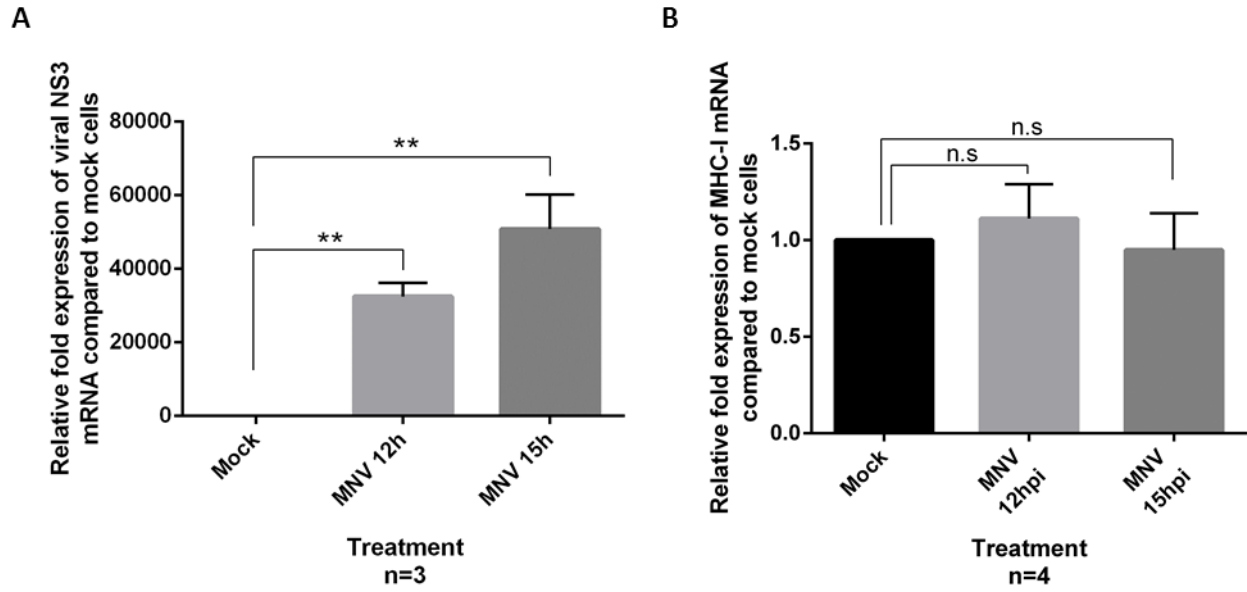 A
Relative fold expression of viral NS3
mRNA compared to mock cells
80000
60000
40000
20000
0
**
**
Mock
MNV 12h
MNV 15h
Treatment
n=3
B
Relative fold expression of MHC-I mRNA
compared to mock cells
1.5
1.0
0.5
0.0
n.s
n.s
Mock
MNV
12hpi
MNV
15hpi
Treatment
n=4